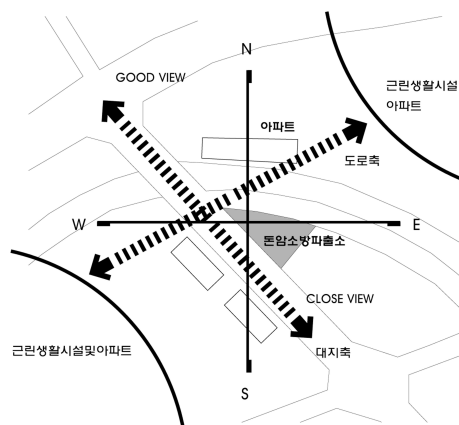 N
GOOD VIEW
근린생활시설
아파트
아파트
도로축
W
E
돈암소방파출소
CLOSE VIEW
근린생활시설및아파트
대지축
S